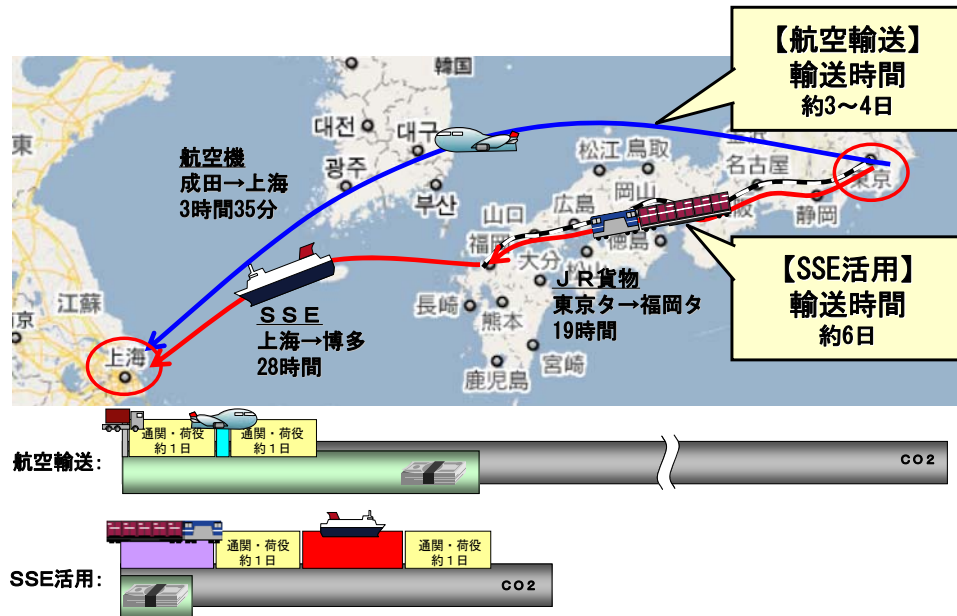 【航空輸送】
輸送時間
約3～4日
韓国
대전
대구
광주
부산
航空機
成田→上海
3時間35分
松江
鳥取
名古屋
東京
岡山
広島
山口
静岡
福岡
徳島
大分
松山
長崎
熊本
宮崎
鹿児島
ＪＲ貨物
東京タ→福岡タ
19時間
【SSE活用】
輸送時間
約6日
江蘇
上海
ＳＳＥ
上海→博多
28時間
通関・荷役
約１日
通関・荷役
約１日
航空輸送：
CO2
通関・荷役
約１日
通関・荷役
約１日
SSE活用：
CO2